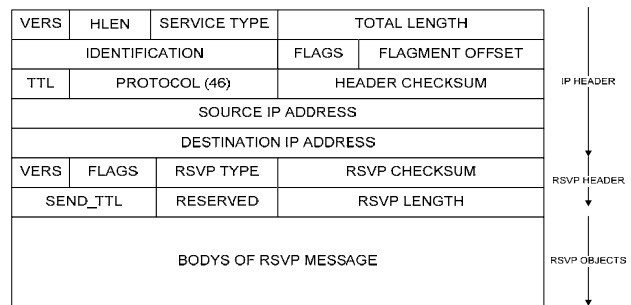 VERS HLEN SERVICE TYPE TOTAL LENGTH
IDENTIFICATION FLAGS FLAGMENT OFFSET
TTL PROTOCOL (46) HEADER CHECKSUM
IP HEADER
SOURCE IP ADDRESS
DESTINATION IP ADDRESS
VERS FLAGS RSVP TYPE RSVP CHECKSUM
RSVP HEADER
SEND_TTL RESERVED RSVP LENGTH
BODYS OF RSVP MESSAGE
RSVP OBJECTS